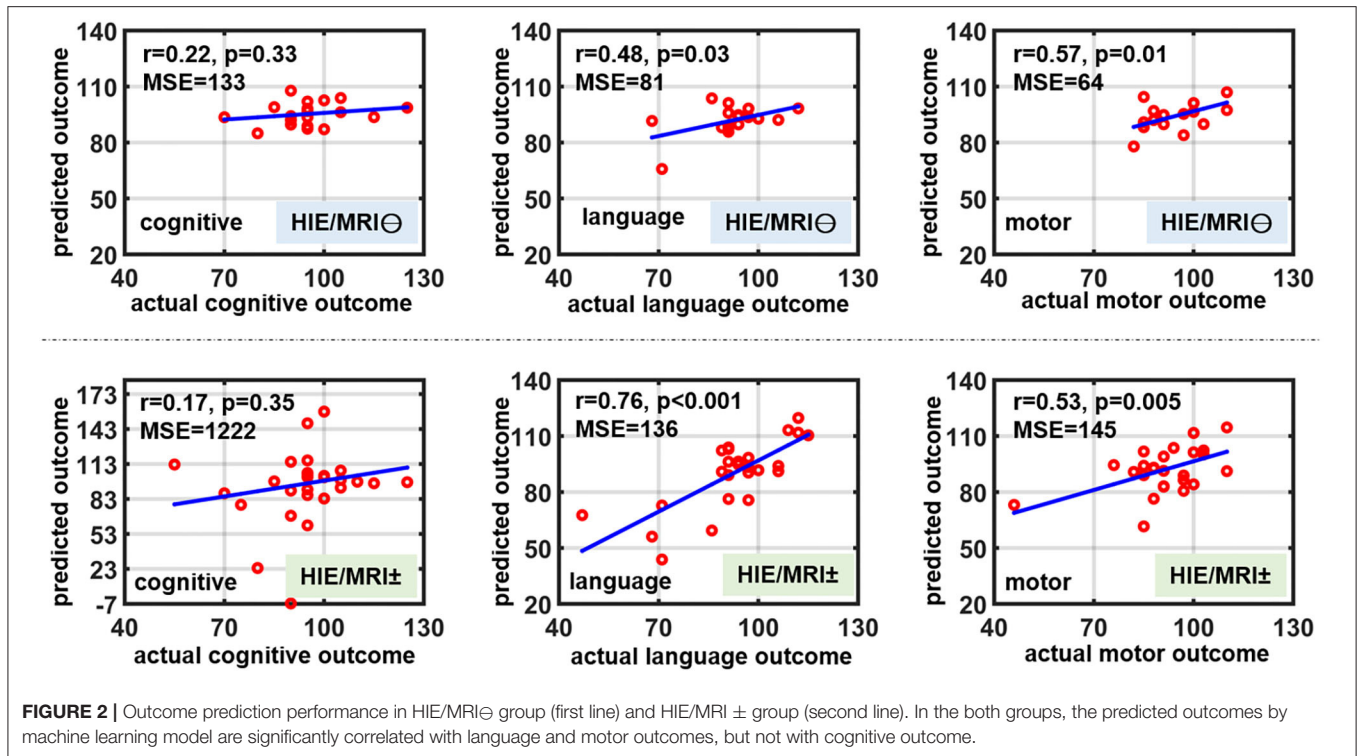 140
110
80
50
20
predicted outcome
r=0.22, p=0.33
MSE=133
cognitive
HIE/MRI⊖
40 70 100 130
actual cognitive outcome
140
110
80
50
20
predicted outcome
r=0.48, p=0.03
MSE=81
language
HIE/MRI⊖
40 70 100 130
actual language outcome
140
110
80
50
20
predicted outcome
r=0.57, p=0.01
MSE=64
motor
HIE/MRI⊖
40 70 100 130
actual motor outcome
173
143
113
83
53
23
-7
predicted outcome
r=0.17, p=0.35
MSE=1222
cognitive
HIE/MRI±
40 70 100 130
actual cognitive outcome
140
110
80
50
20
predicted outcome
r=0.76, p<0.001
MSE=136
language
HIE/MRI±
40 70 100 130
actual language outcome
140
110
80
50
20
predicted outcome
r=0.53, p=0.005
MSE=145
motor
HIE/MRI±
40 70 100 130
actual motor outcome
FIGURE 2 | Outcome prediction performance in HIE/MRI⊖ group (first line) and HIE/MRI ± group (second line). In the both groups, the predicted outcomes by
machine learning model are significantly correlated with language and motor outcomes, but not with cognitive outcome.